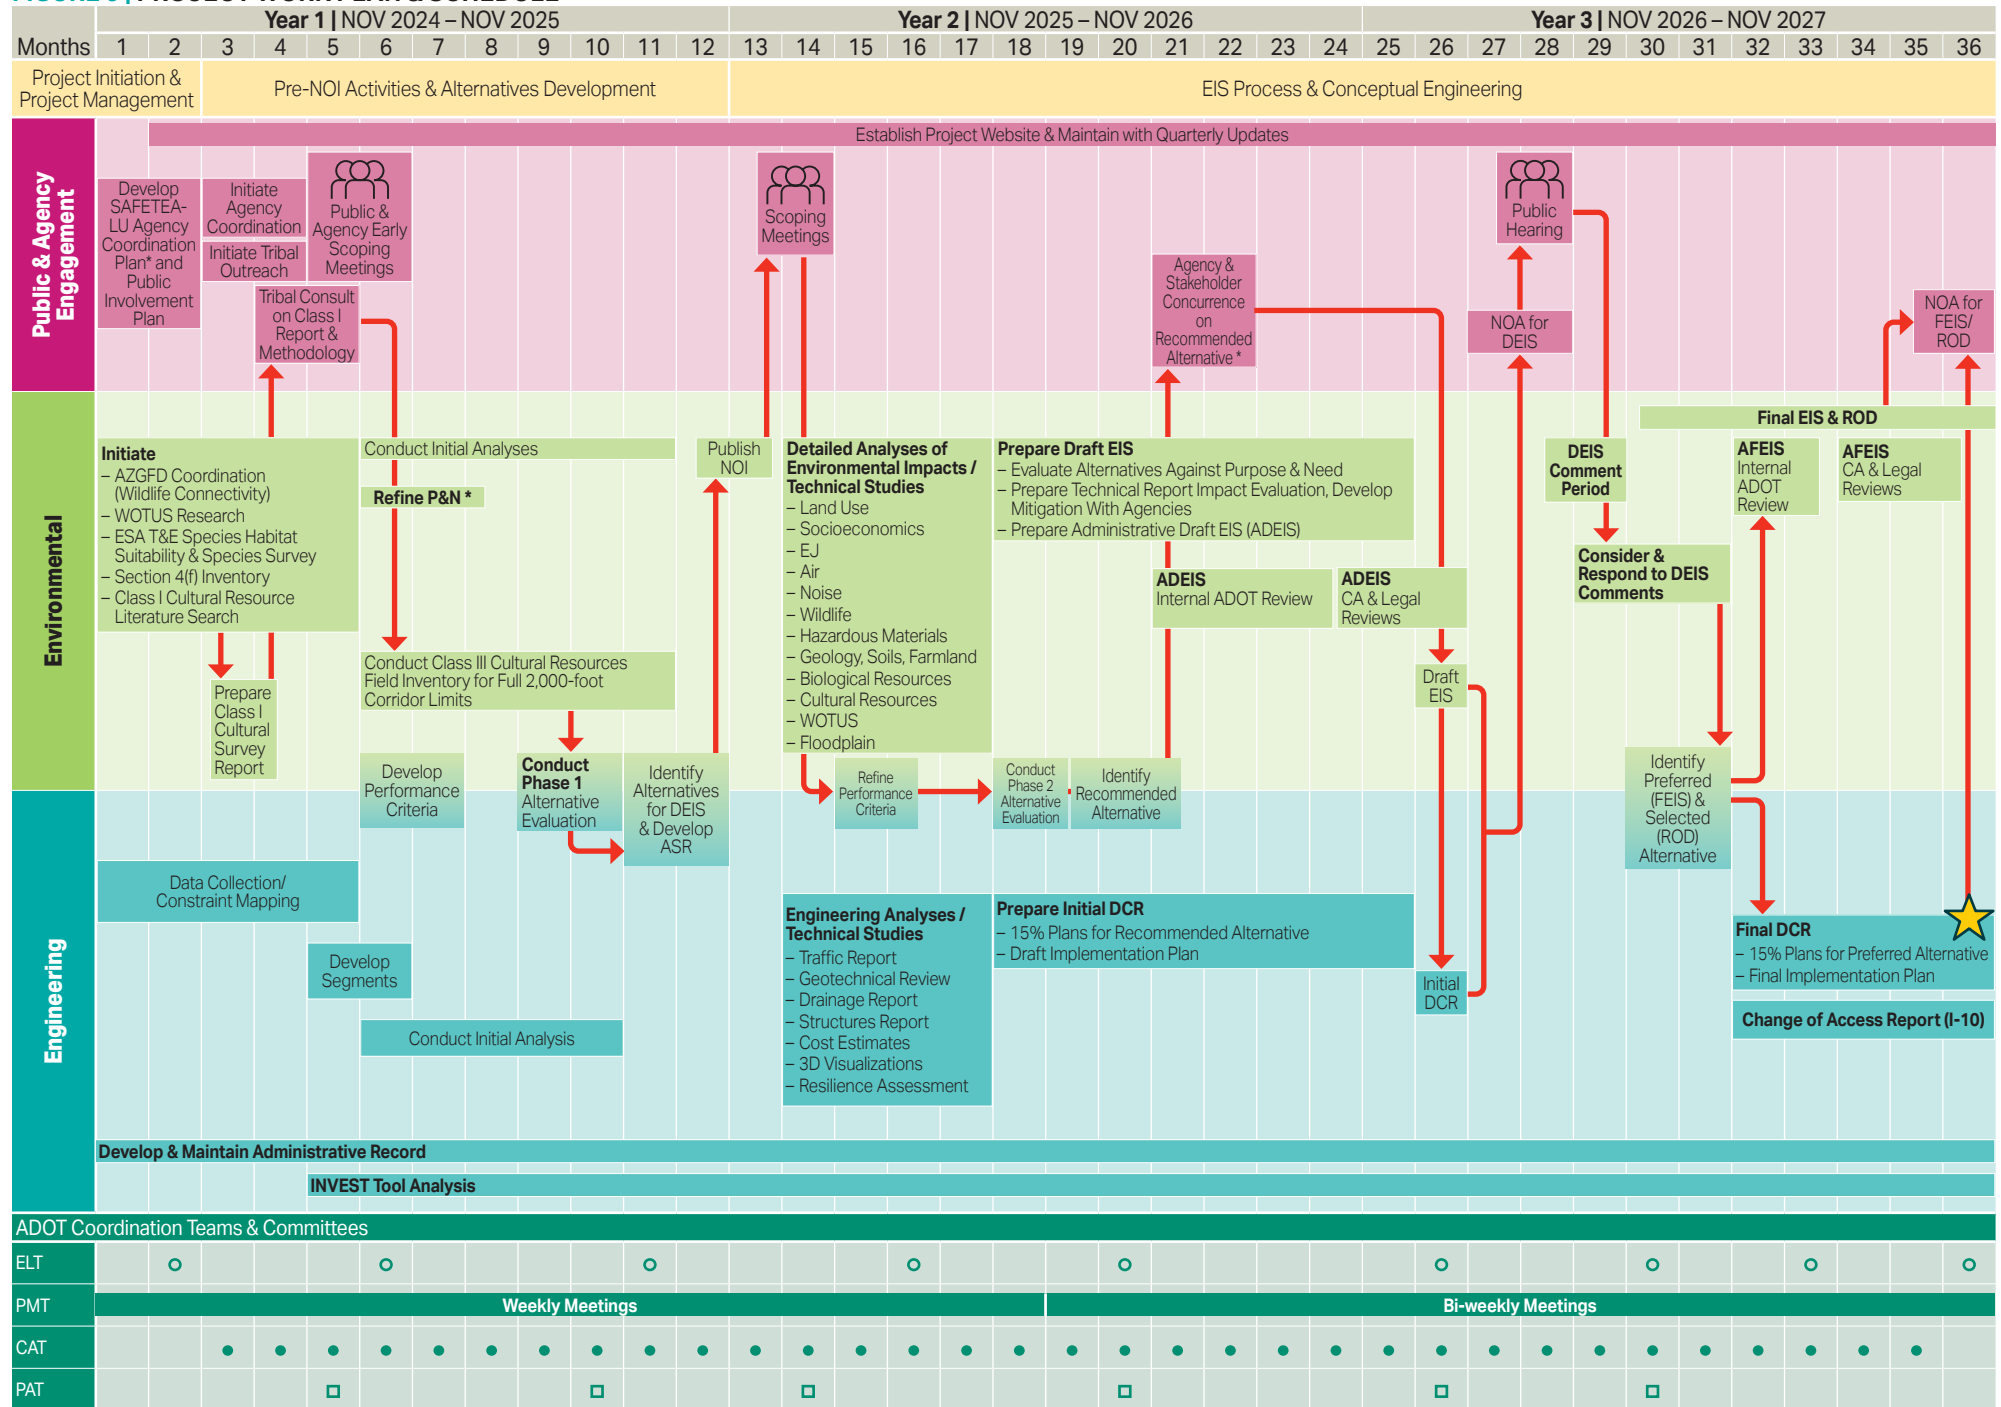 FIGURE 3 | PROJECT WORK PLAN & SCHEDULE
Year 1 | NOV 2024 – NOV 2025
Year 2 | NOV 2025 – NOV 2026
Year 3 | NOV 2026 – NOV 2027
Months 1 2 3 4 5 6 7 8 9 10 11 12 13 14 15 16 17 18 19 20 21 22 23 24 25 26 27 28 29 30 31 32 33 34 35 36
Project Initiation &
Project Management
Pre-NOI Activities & Alternatives Development
EIS Process & Conceptual Engineering
Public & Agency
Engagement
Establish Project Website & Maintain with Quarterly Updates
Develop
SAFETEA-
LU Agency
Coordination
Plan* and
Public
Involvement
Plan
Initiate
Agency
Coordination
Initiate Tribal
Outreach
Public &
Agency Early
Scoping
Meetings
Tribal Consult
on Class I
Report &
Methodology
Scoping
Meetings
Agency &
Stakeholder
Concurrence
on
Recommended
Alternative *
Public
Hearing
NOA for
DEIS
NOA for
FEIS/
ROD
Environmental
Initiate
– AZGFD Coordination
(Wildlife Connectivity)
– WOTUS Research
– ESA T&E Species Habitat
Suitability & Species Survey
– Section 4(f) Inventory
– Class I Cultural Resource
Literature Search
Prepare
Class I
Cultural
Survey
Report
Conduct Initial Analyses
Refine P&N *
Conduct Class III Cultural Resources
Field Inventory for Full 2,000-foot
Corridor Limits
Develop
Performance
Criteria
Conduct
Phase 1
Alternative
Evaluation
Identify
Alternatives
for DEIS
& Develop
ASR
Publish
NOI
Detailed Analyses of
Environmental Impacts /
Technical Studies
– Land Use
– Socioeconomics
– EJ
– Air
– Noise
– Wildlife
– Hazardous Materials
– Geology, Soils, Farmland
– Biological Resources
– Cultural Resources
– WOTUS
– Floodplain
Refine
Performance
Criteria
Prepare Draft EIS
– Evaluate Alternatives Against Purpose & Need
– Prepare Technical Report Impact Evaluation, Develop
Mitigation With Agencies
– Prepare Administrative Draft EIS (ADEIS)
ADEIS
Internal ADOT Review
ADEIS
CA & Legal
Reviews
Conduct
Phase 2
Alternative
Evaluation
Identify
Recommended
Alternative
Draft
EIS
Final EIS & ROD
DEIS
Comment
Period
Consider &
Respond to DEIS
Comments
AFEIS
Internal
ADOT
Review
AFEIS
CA & Legal
Reviews
Identify
Preferred
(FEIS) &
Selected
(ROD)
Alternative
Engineering
Data Collection/
Constraint Mapping
Develop
Segments
Conduct Initial Analysis
Engineering Analyses /
Technical Studies
– Traffic Report
– Geotechnical Review
– Drainage Report
– Structures Report
– Cost Estimates
– 3D Visualizations
– Resilience Assessment
Prepare Initial DCR
– 15% Plans for Recommended Alternative
– Draft Implementation Plan
Initial
DCR
Final DCR
– 15% Plans for Preferred Alternative
– Final Implementation Plan
Change of Access Report (I-10)
Develop & Maintain Administrative Record
INVEST Tool Analysis
ADOT Coordination Teams & Committees
ELT
PMT
Weekly Meetings
Bi-weekly Meetings
CAT
PAT